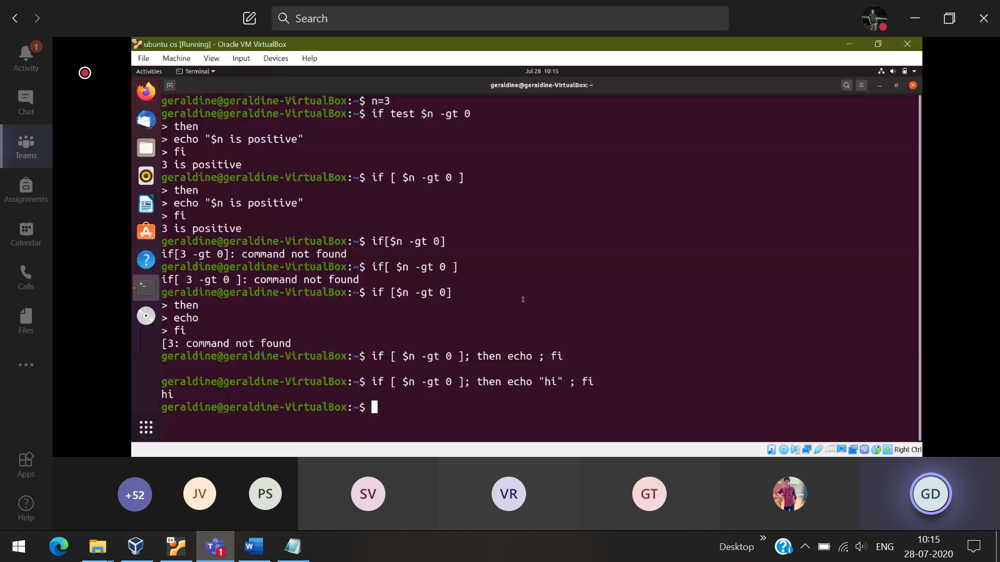 Search
ubuntu os [Running] - Oracle VM VirtualBox
File Machine View Input Devices Help
Activities Terminal Jul 28 10:15
geraldine@geraldine-VirtualBox: ~
1
Activity
Chat
Teams
Assignments
Calendar
Calls
Files
Apps
Help
geraldine@geraldine-VirtualBox:~$ n=3
geraldine@geraldine-VirtualBox:~$ if test $n -gt 0
> then
> echo "$n is positive"
> fi
3 is positive
geraldine@geraldine-VirtualBox:~$ if [ $n -gt 0 ]
> then
> echo "$n is positive"
> fi
3 is positive
geraldine@geraldine-VirtualBox:~$ if[$n -gt 0]
if[3 -gt 0]: command not found
geraldine@geraldine-VirtualBox:~$ if[ $n -gt 0 ]
if[ 3 -gt 0 ]: command not found
geraldine@geraldine-VirtualBox:~$ if [$n -gt 0]
> then
> echo
> fi
[3: command not found
geraldine@geraldine-VirtualBox:~$ if [ $n -gt 0 ]; then echo ; fi
geraldine@geraldine-VirtualBox:~$ if [ $n -gt 0 ]; then echo "hi" ; fi
hi
geraldine@geraldine-VirtualBox:~$
Right Ctrl
+52 JV PS SV VR GT GD
64 T 1 W
Desktop ENG 10:15
28-07-2020